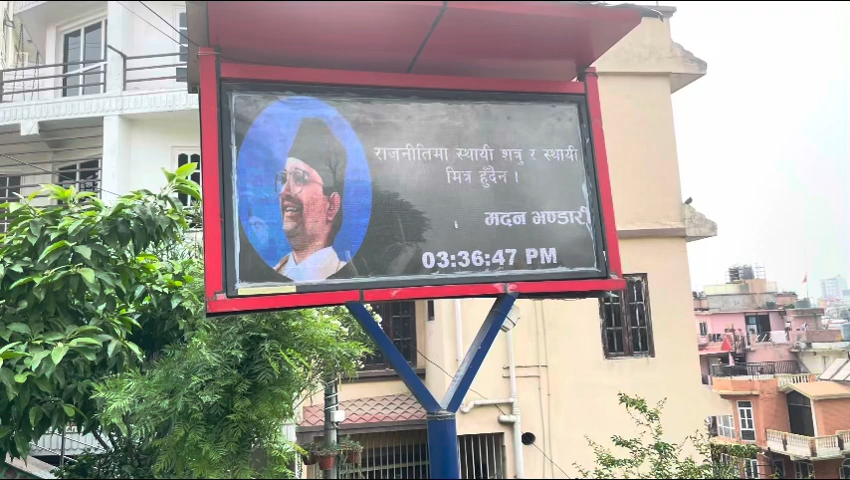 राजनीतिमा स्थायी शत्रु र स्थायी
मित्र हुँदैन ।
मदन भण्डारी
03:36:47 PM